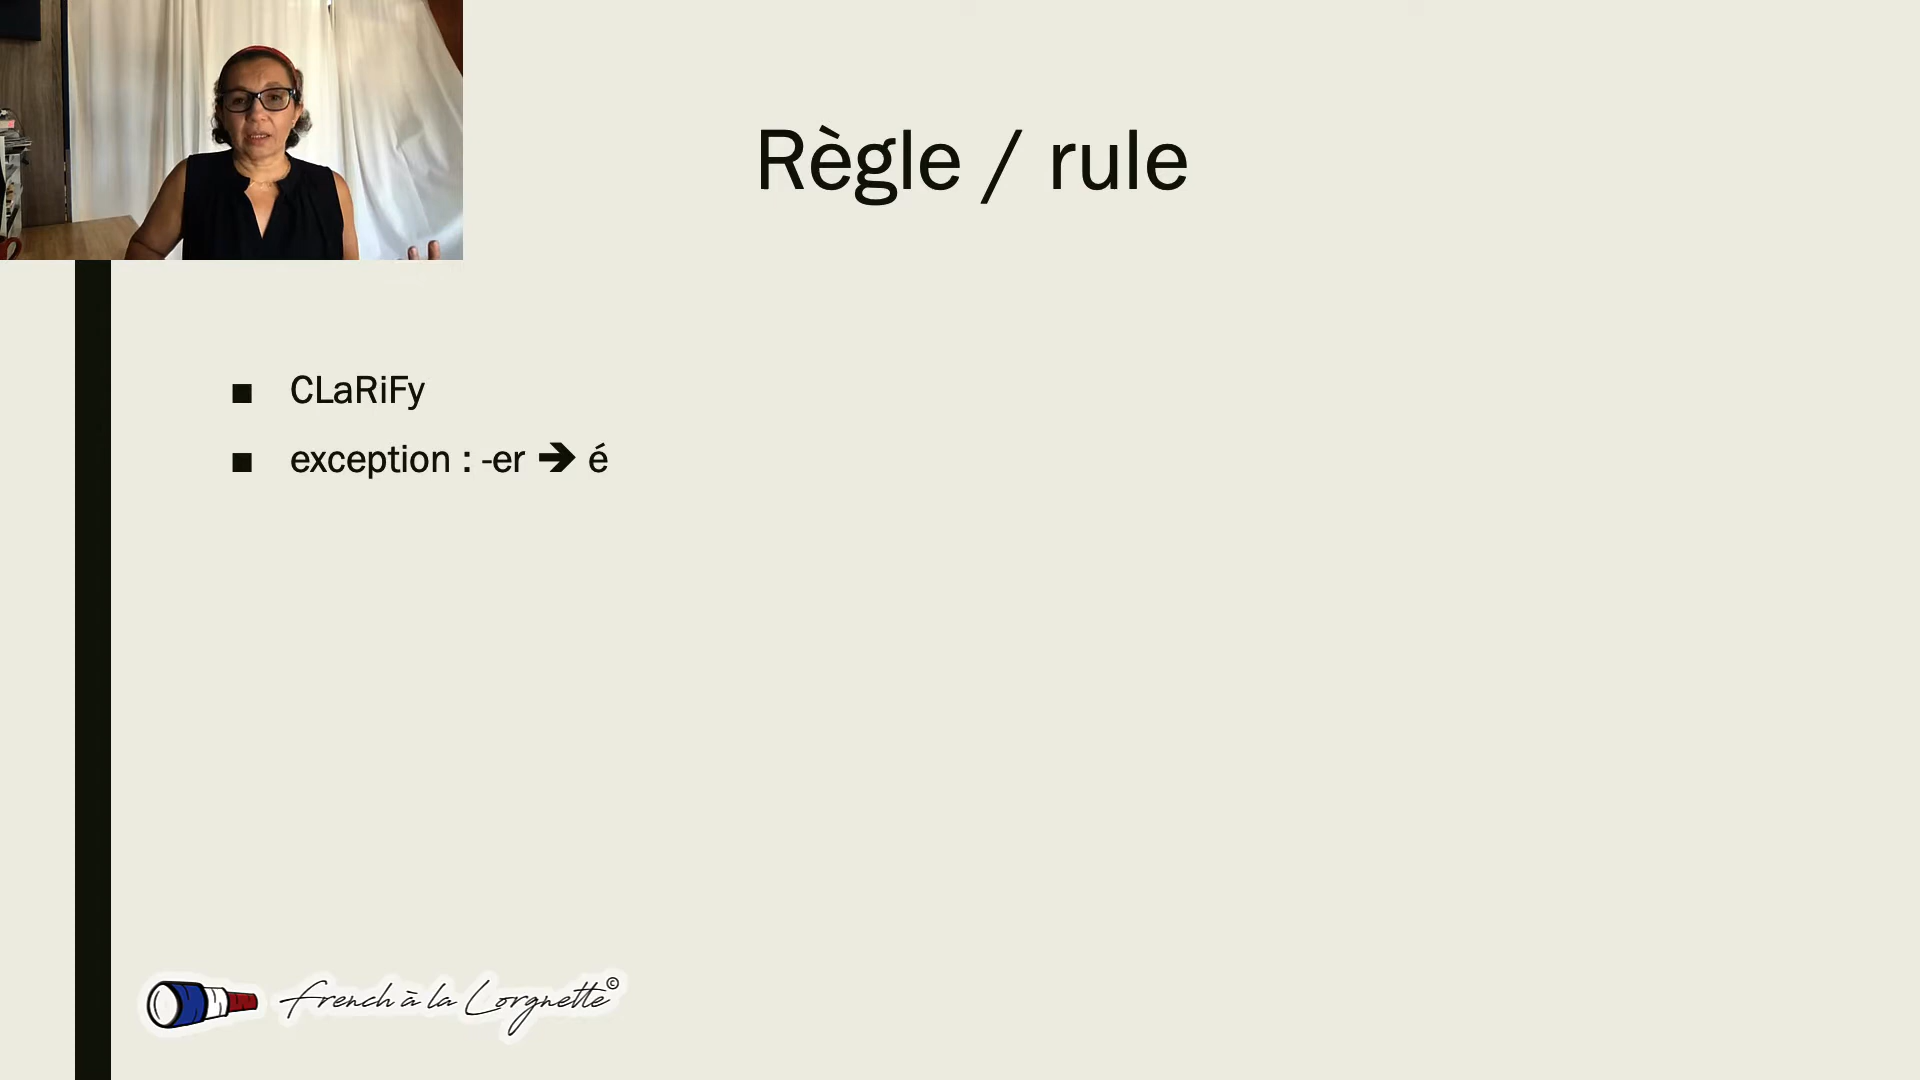 Règle / rule
■ CLaRiFy
■ exception : -er ➔ é
French à la Lorgnette©